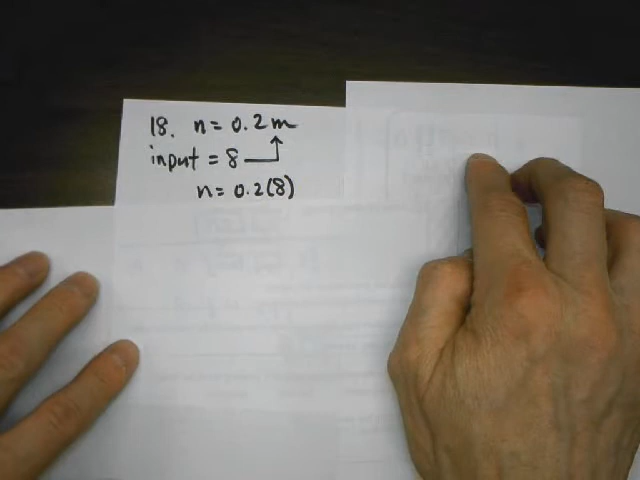 18. n = 0.2m
input = 8
n = 0.2(8)